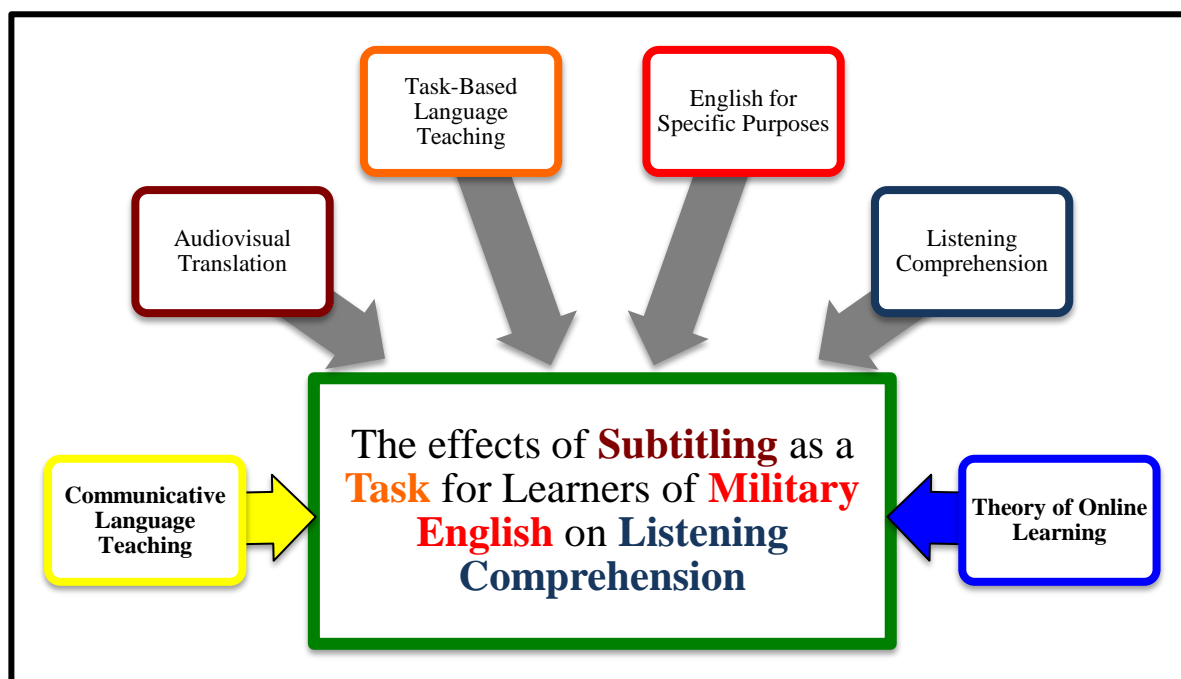 Task-Based
Language
Teaching
English for
Specific Purposes
Audiovisual
Translation
Listening
Comprehension
The effects of Subtitling as a
Task for Learners of Military
English on Listening
Comprehension
Communicative
Language
Teaching
Theory of Online
Learning